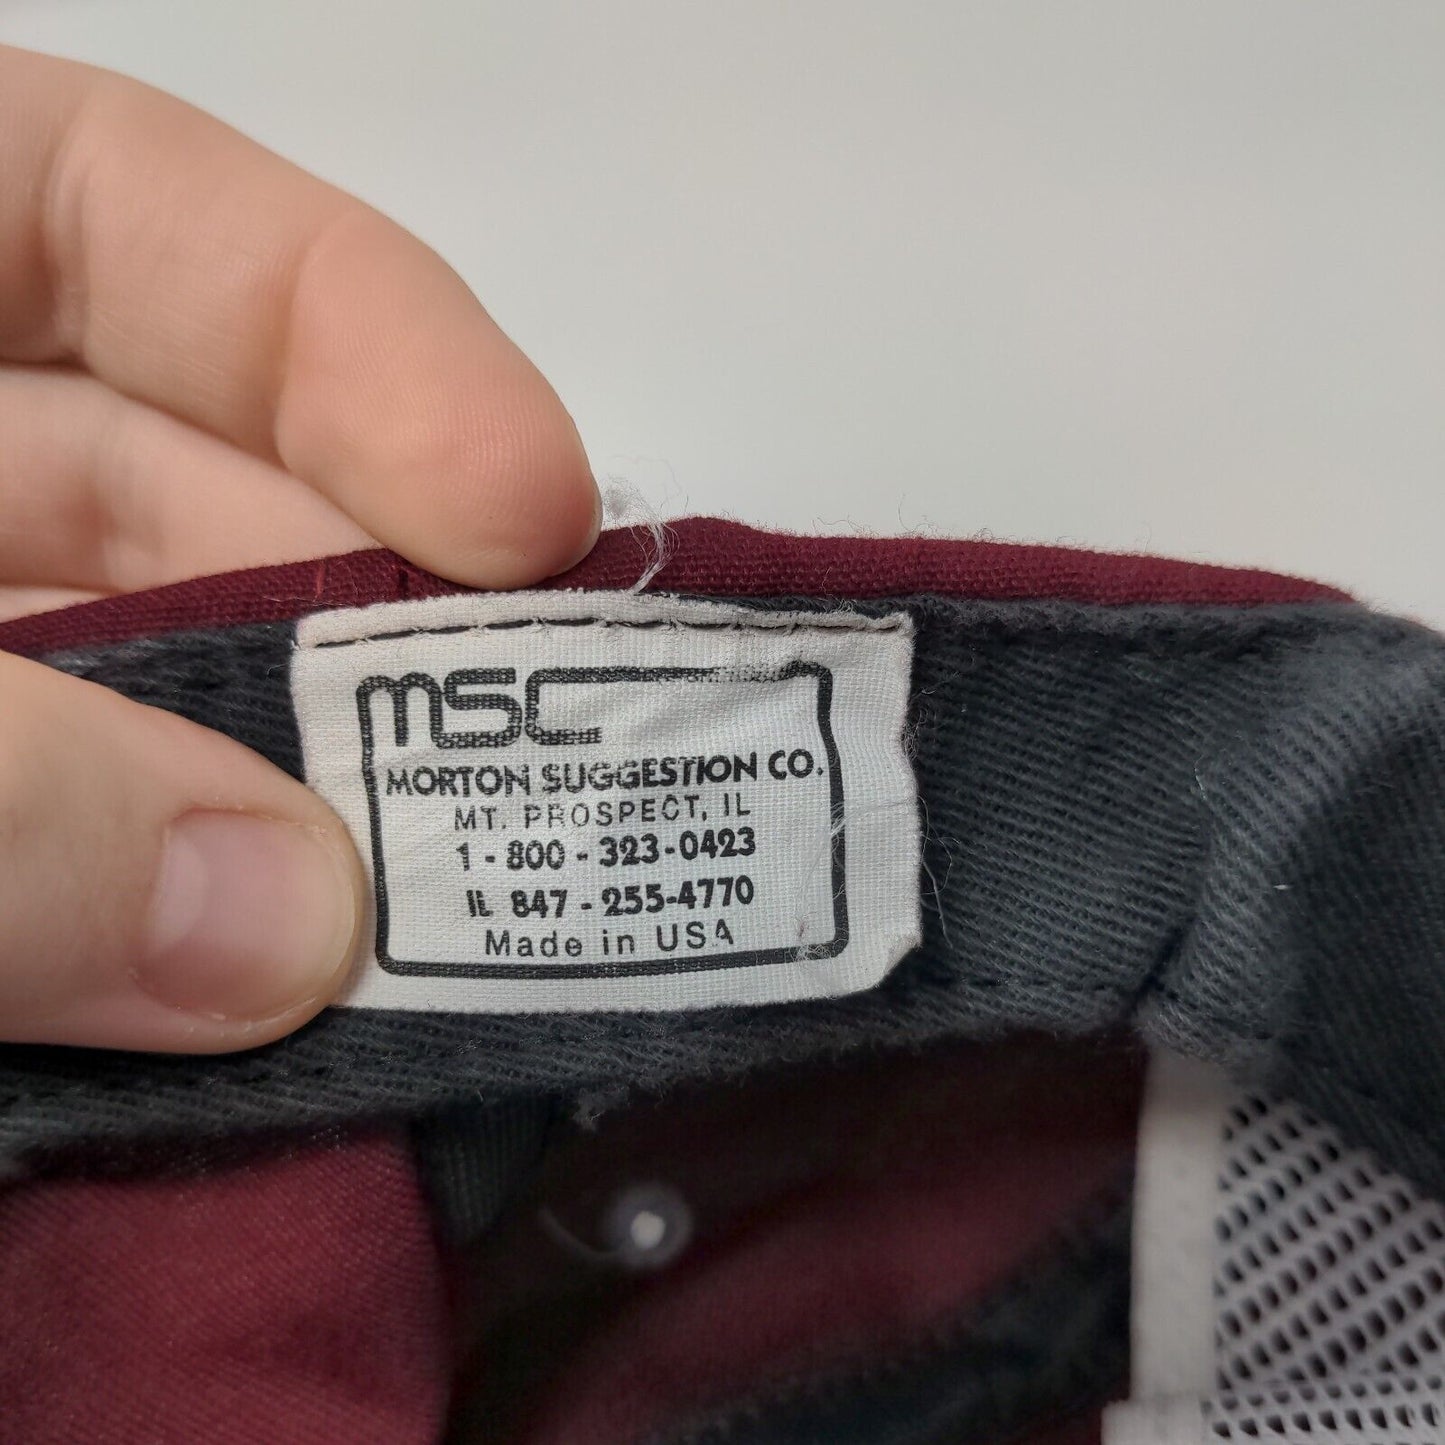 msc
MORTON SUGGESTION CO.
MT. PROSPECT, IL
1-800-323-0423
IL 847-255-4770
Made in USA